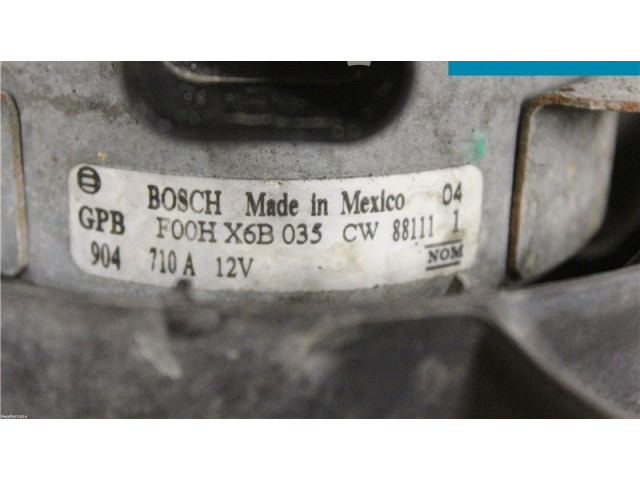 BOSCH Made in Mexico 04
GPB F00H X6B 035 CW 88111 1
904 710 A 12V NOM